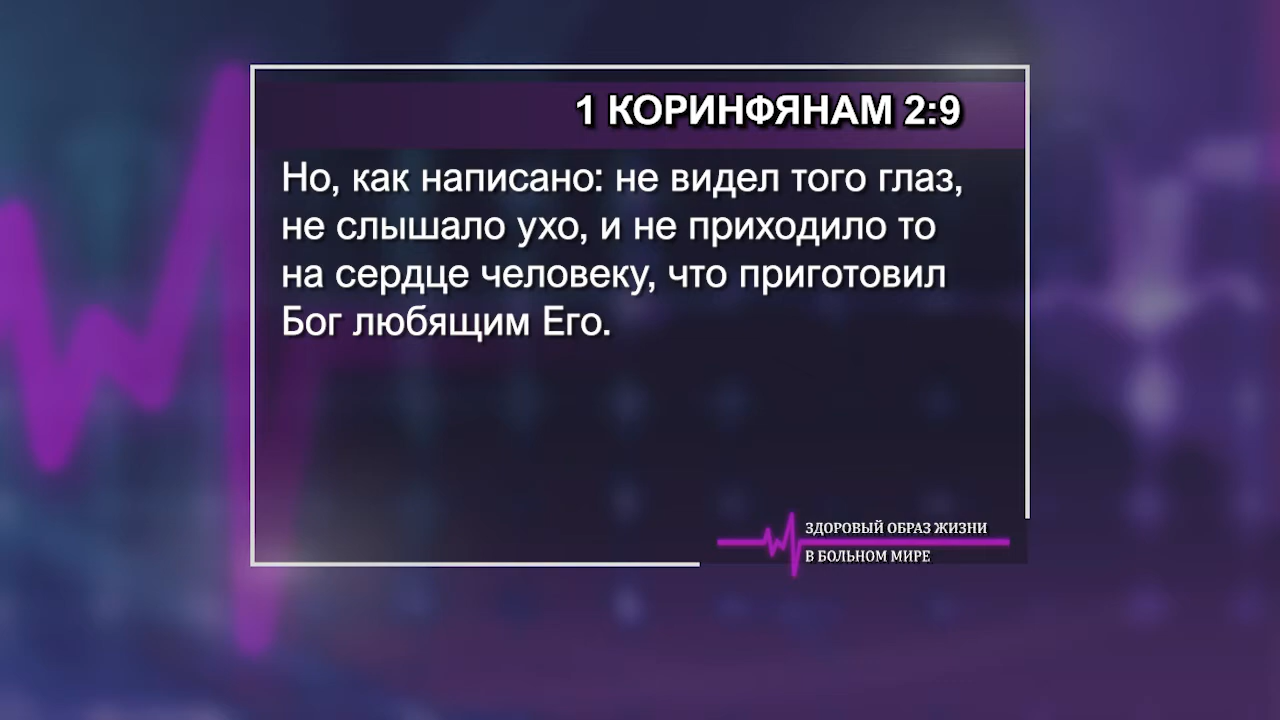 1 КОРИНФЯНАМ 2:9
Но, как написано: не видел того глаз,
не слышало ухо, и не приходило то
на сердце человеку, что приготовил
Бог любящим Его.
ЗДОРОВЫЙ ОБРАЗ ЖИЗНИ
В БОЛЬНОМ МИРЕ